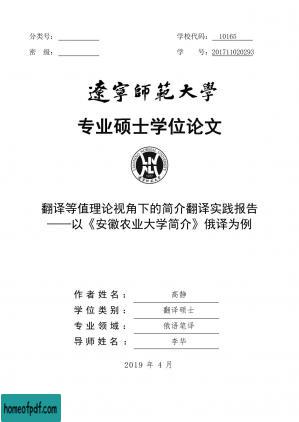 分类号： 学校代码： 10165
密 级： 学 号：201711020293
遼寧師範大學
专业硕士学位论文
翻译等值理论视角下的简介翻译实践报告
——以《安徽农业大学简介》俄译为例
作 者 姓 名： 高静
学 位 类 别： 翻译硕士
专 业 领 域： 俄语笔译
导 师 姓 名： 李华
2019 年 4 月
homeofpdf.com